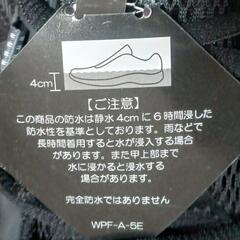 4cm
【ご注意】
この商品の防水は静水4cmに6時間浸した
防水性を基準としております。雨などで
長時間着用すると水が浸入する場合
があります。また甲上部まで
水に浸かると浸水する
場合があります。
完全防水ではありません
WPF-A-5E